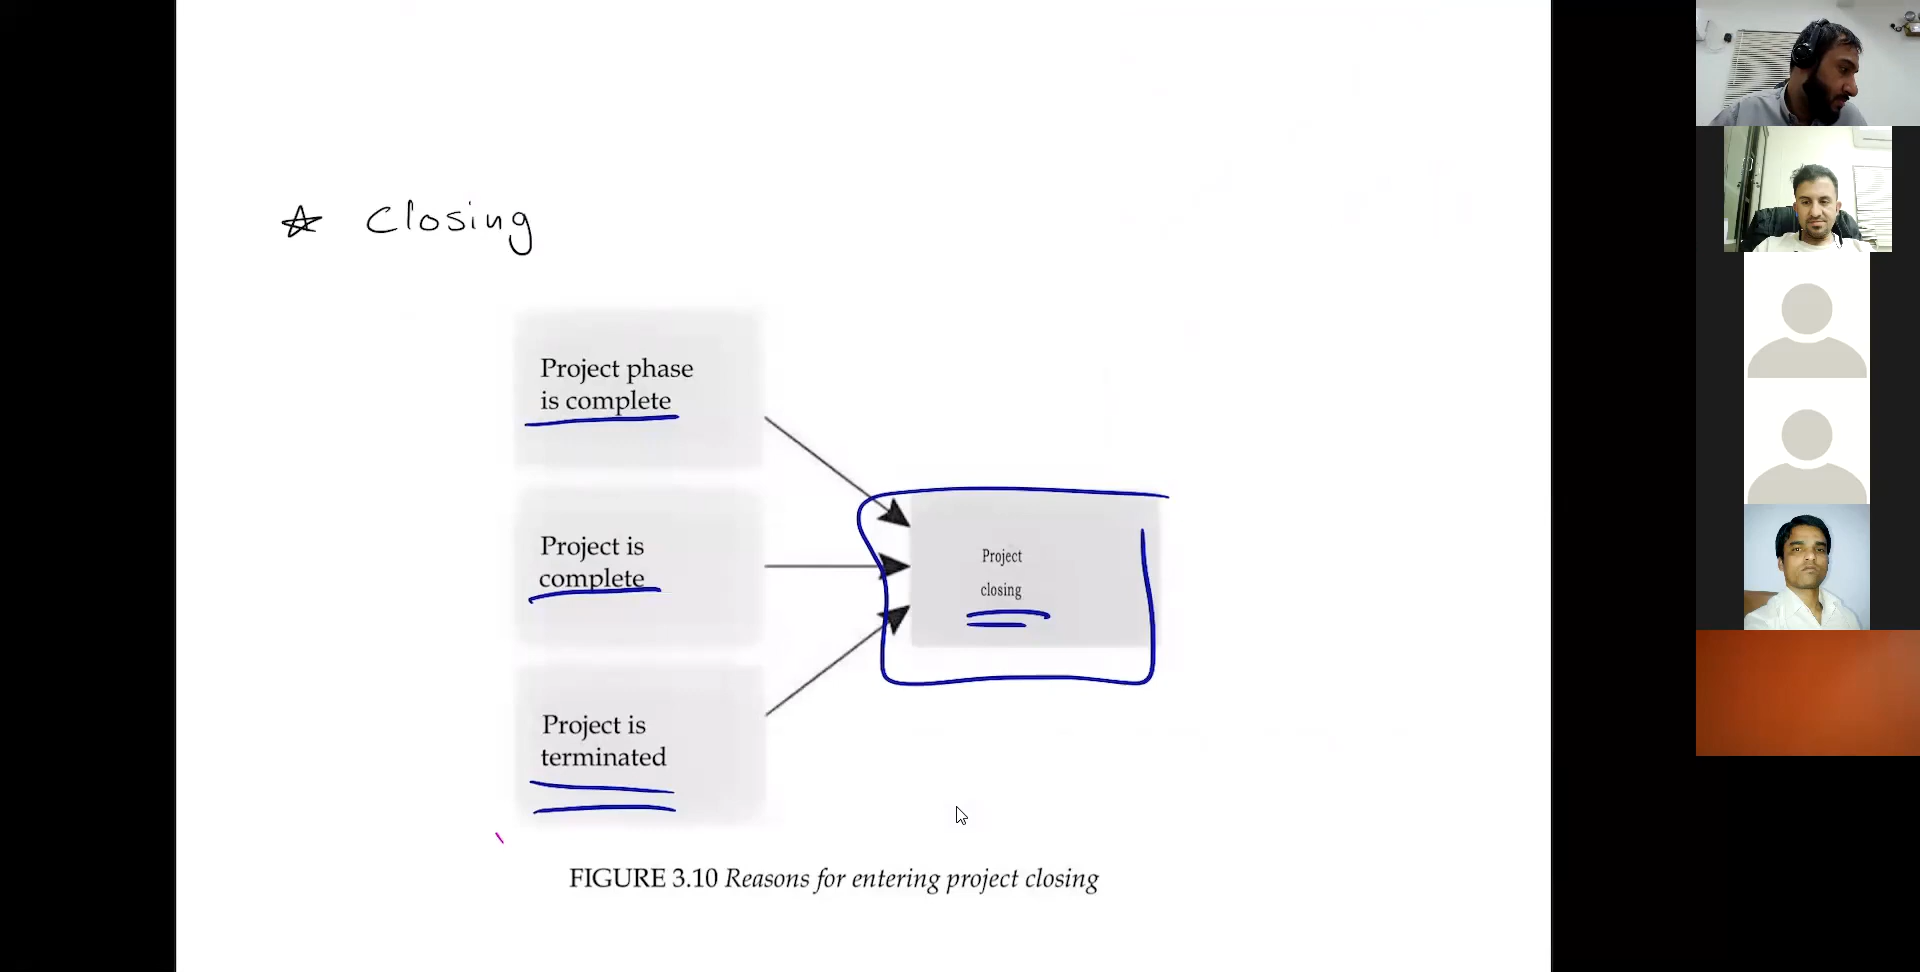 ☆ Closing
Project phase
is complete
Project is
complete
Project
closing
Project is
terminated
FIGURE 3.10 Reasons for entering project closing